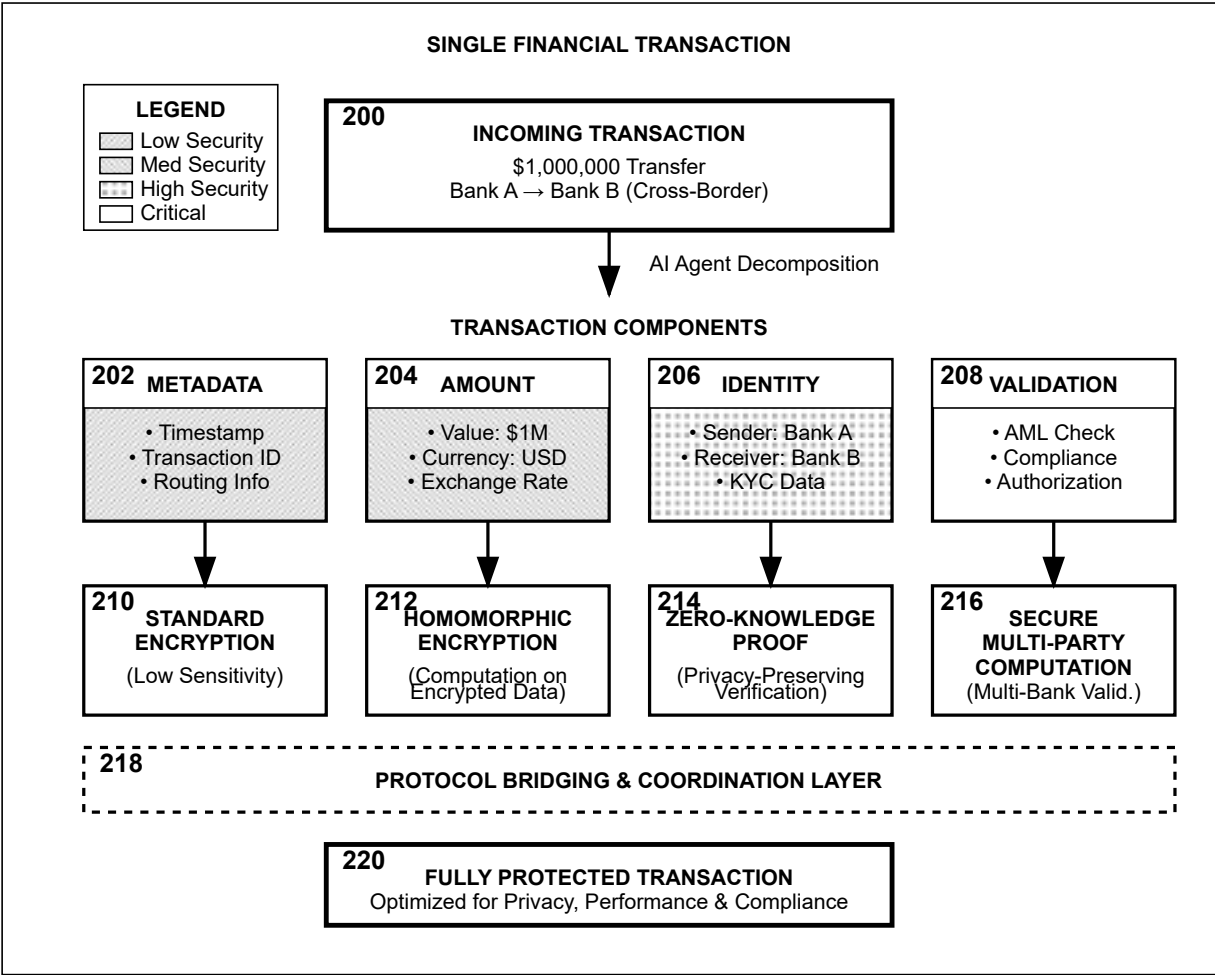 SINGLE FINANCIAL TRANSACTION
LEGEND
Low Security
Med Security
High Security
Critical
200
INCOMING TRANSACTION
$1,000,000 Transfer
Bank A → Bank B (Cross-Border)
AI Agent Decomposition
TRANSACTION COMPONENTS
202
METADATA
• Timestamp
• Transaction ID
• Routing Info
204
AMOUNT
• Value: $1M
• Currency: USD
• Exchange Rate
206
IDENTITY
• Sender: Bank A
• Receiver: Bank B
• KYC Data
208
VALIDATION
• AML Check
• Compliance
• Authorization
210
STANDARD
ENCRYPTION
(Low Sensitivity)
212
HOMOMORPHIC
ENCRYPTION
(Computation on
Encrypted Data)
214
ZERO-KNOWLEDGE
PROOF
(Privacy-Preserving
Verification)
216
SECURE
MULTI-PARTY
COMPUTATION
(Multi-Bank Valid.)
218
PROTOCOL BRIDGING & COORDINATION LAYER
220
FULLY PROTECTED TRANSACTION
Optimized for Privacy, Performance & Compliance